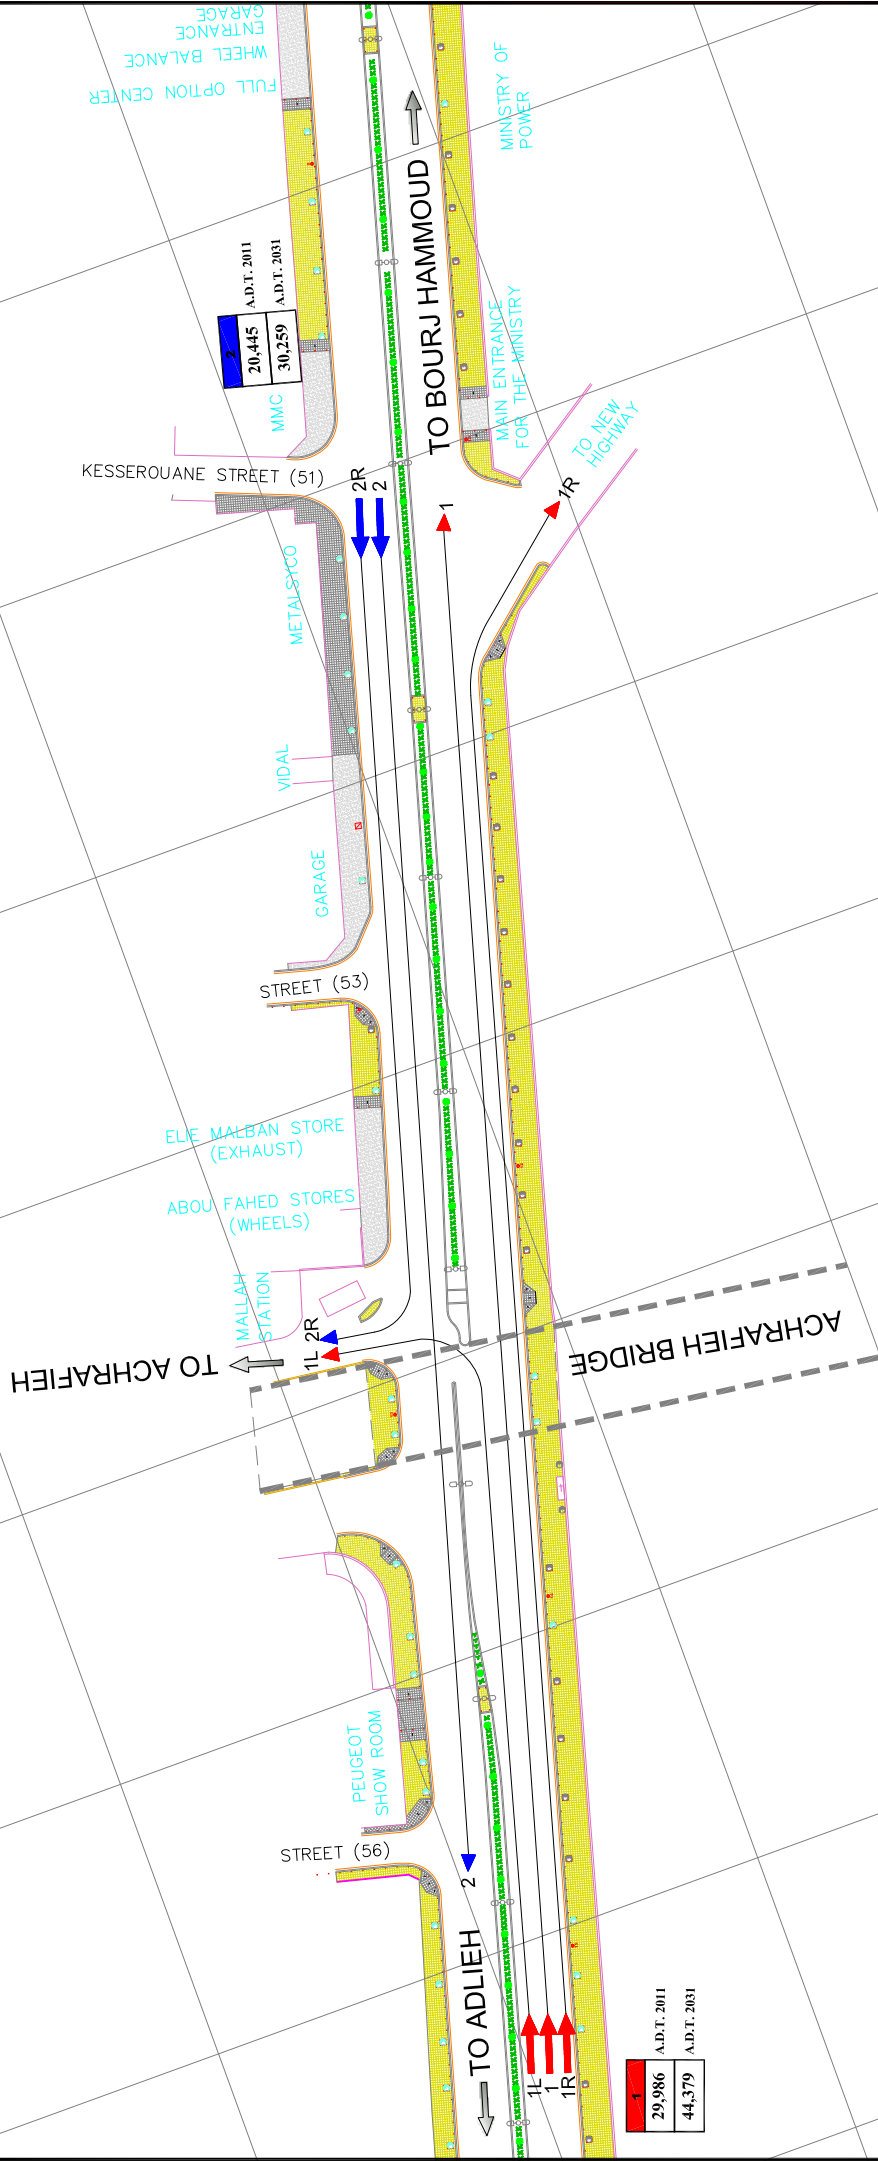 GARAGE
ENTRANCE
WHEEL BALANCE
FULL OPTION CENTER
MINISTRY OF
POWER
TO BOURJ HAMMOUD
2
20,445 A.D.T. 2011
30,259 A.D.T. 2031
MMC
MAIN ENTRANCE
FOR THE MINISTRY
TO NEW
HIGHWAY
KESSEROUANE STREET (51)
2R
2
1
1R
METALSYCO
VIDAL
GARAGE
STREET (53)
ELIE MALBAN STORE
(EXHAUST)
ABOU FAHED STORES
(WHEELS)
MALLAH
STATION
2R
1L
TO ACHRAFIEH
ACHRAFIEH BRIDGE
PEUGEOT
SHOW ROOM
STREET (56)
2
TO ADLIEH
1L
1
1R
1
29,986 A.D.T. 2011
44,379 A.D.T. 2031